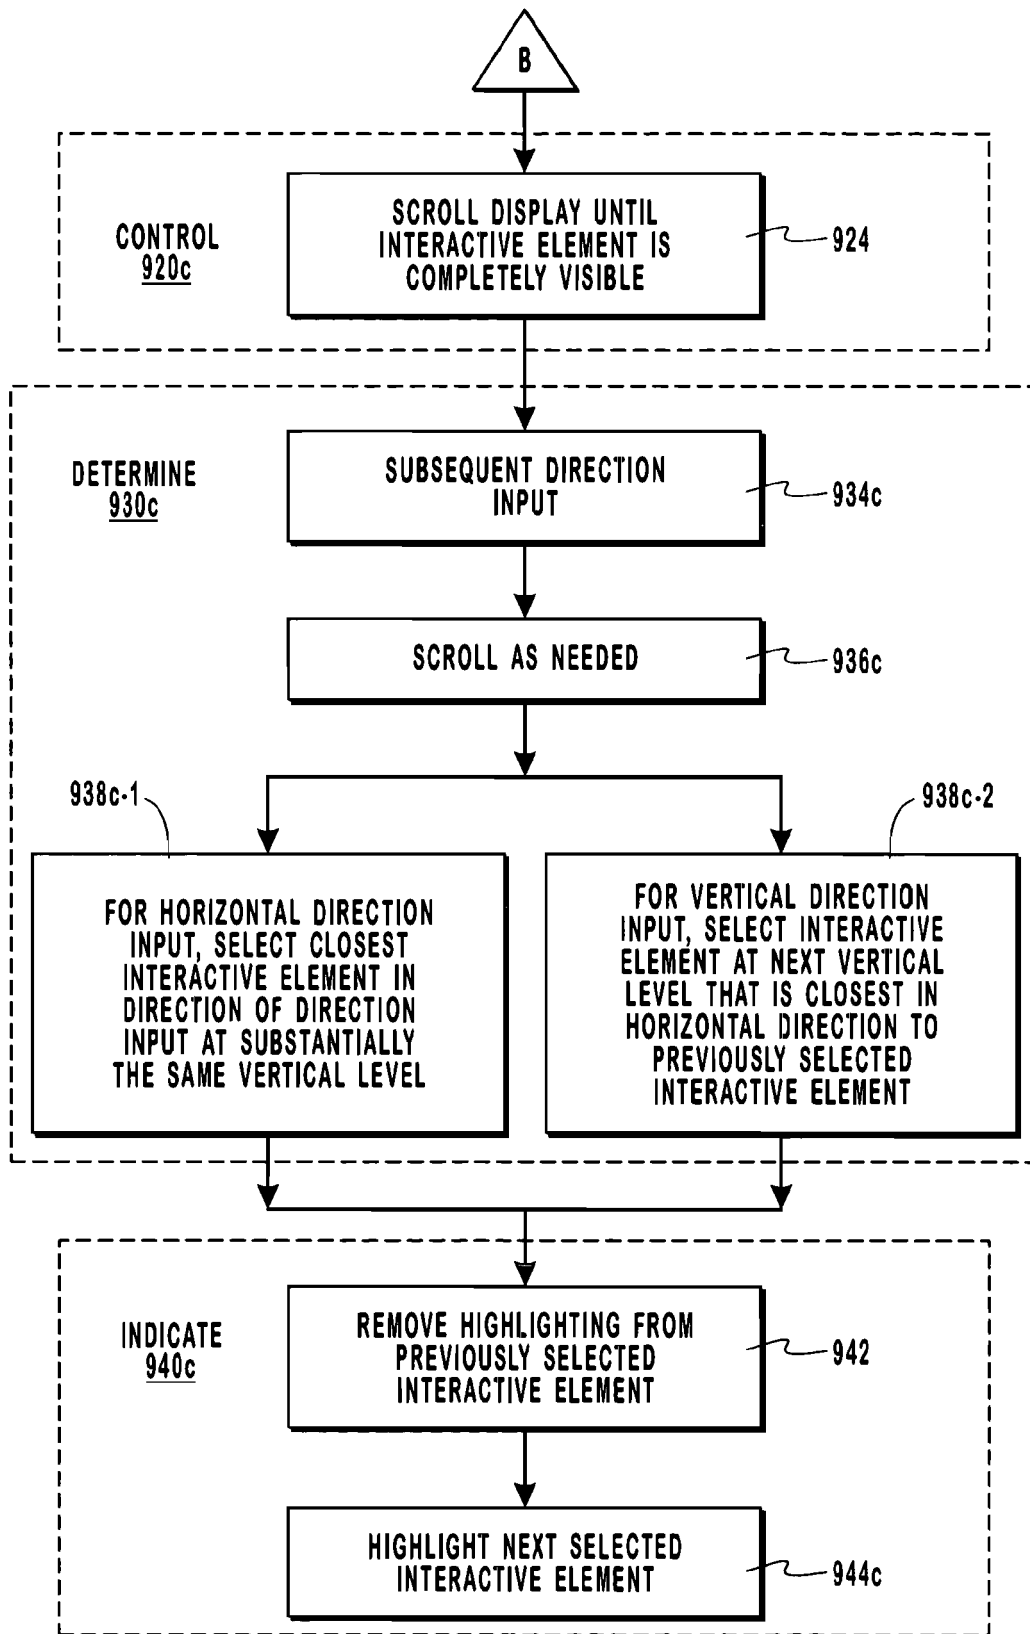 B
CONTROL
920c
SCROLL DISPLAY UNTIL
INTERACTIVE ELEMENT IS
COMPLETELY VISIBLE
924
DETERMINE
930c
SUBSEQUENT DIRECTION
INPUT
934c
SCROLL AS NEEDED
936c
938c-1
938c-2
FOR HORIZONTAL DIRECTION
INPUT, SELECT CLOSEST
INTERACTIVE ELEMENT IN
DIRECTION OF DIRECTION
INPUT AT SUBSTANTIALLY
THE SAME VERTICAL LEVEL
FOR VERTICAL DIRECTION
INPUT, SELECT INTERACTIVE
ELEMENT AT NEXT VERTICAL
LEVEL THAT IS CLOSEST IN
HORIZONTAL DIRECTION TO
PREVIOUSLY SELECTED
INTERACTIVE ELEMENT
INDICATE
940c
REMOVE HIGHLIGHTING FROM
PREVIOUSLY SELECTED
INTERACTIVE ELEMENT
942
HIGHLIGHT NEXT SELECTED
INTERACTIVE ELEMENT
944c